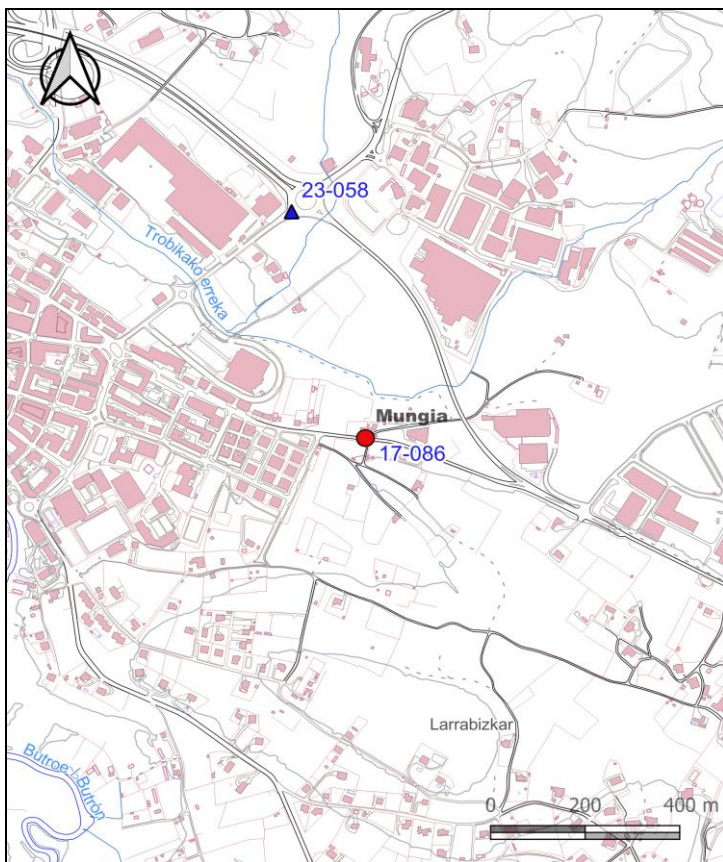 23-058
Trobikako erreka
Mungia
17-086
Larrabizkar
Butroe / Butrón
0 200 400 m